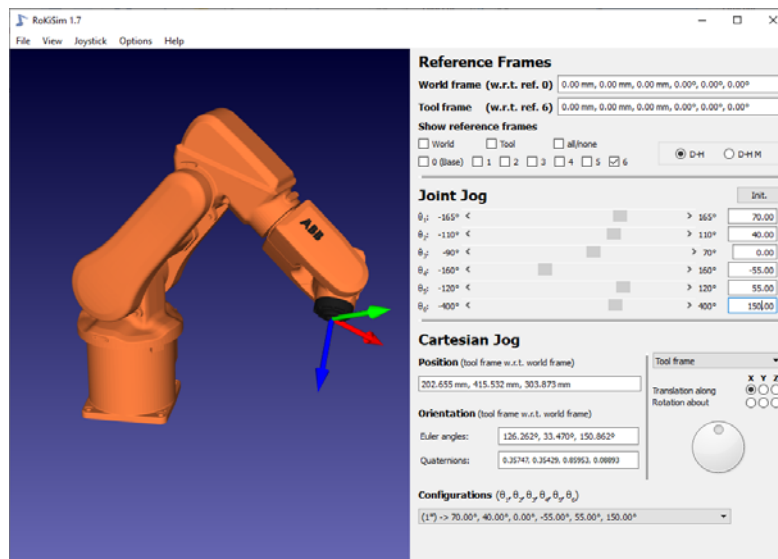 RoKiSim 1.7
File View Joystick Options Help
ABB
Reference Frames
World frame (w.r.t. ref. 0) 0.00 mm, 0.00 mm, 0.00 mm, 0.00°, 0.00°, 0.00°
Tool frame (w.r.t. ref. 6) 0.00 mm, 0.00 mm, 0.00 mm, 0.00°, 0.00°, 0.00°
Show reference frames
World Tool all/none
0 (Base) 1 2 3 4 5 6 D-H D-H M
Joint Jog Init.
θ₁: -165° < > 165° 70.00
θ₂: -110° < > 110° 40.00
θ₃: -90° < > 70° 0.00
θ₄: -160° < > 160° -55.00
θ₅: -120° < > 120° 55.00
θ₆: -400° < > 400° 150.00
Cartesian Jog
Position (tool frame w.r.t. world frame) Tool frame
202.655 mm, 415.532 mm, 303.873 mm
X Y Z
Translation along
Rotation about
Orientation (tool frame w.r.t. world frame)
Euler angles: 126.262°, 33.470°, 150.862°
Quaternions: 0.35747, 0.35429, 0.85953, 0.08893
Configurations (θ₁,θ₂,θ₃,θ₄,θ₅,θ₆)
(1*) -> 70.00°, 40.00°, 0.00°, -55.00°, 55.00°, 150.00°